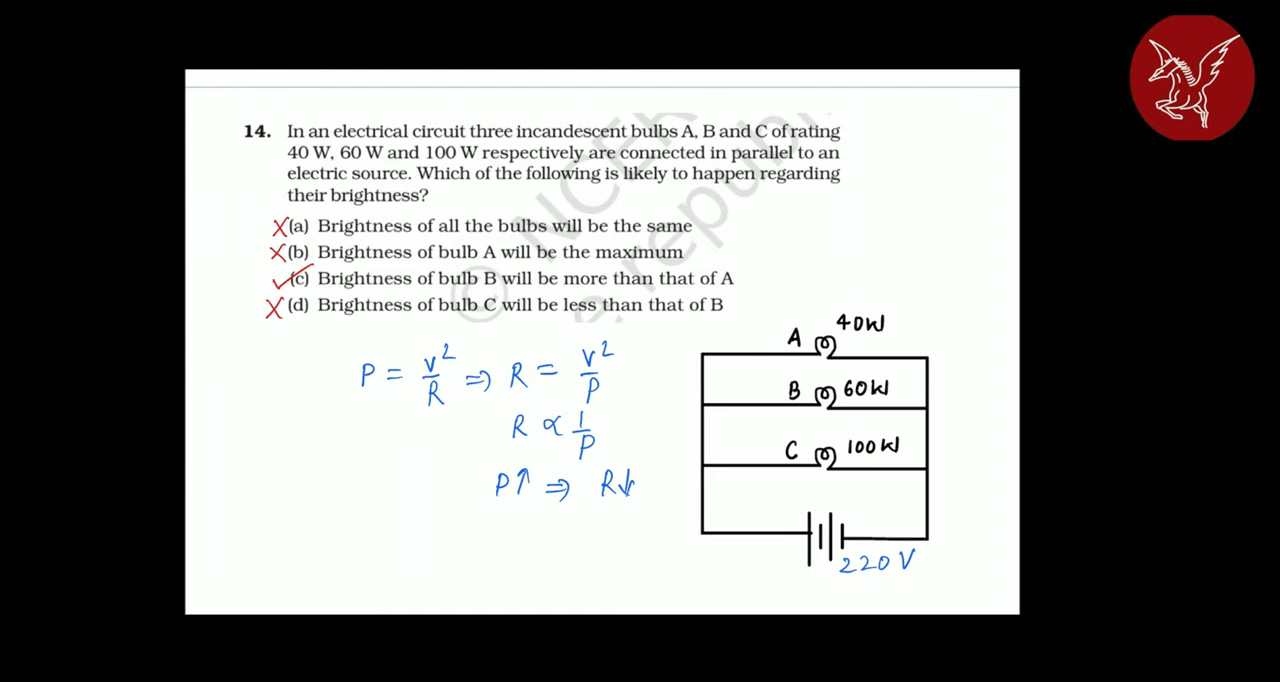 14. In an electrical circuit three incandescent bulbs A, B and C of rating
40 W, 60 W and 100 W respectively are connected in parallel to an
electric source. Which of the following is likely to happen regarding
their brightness?
X (a) Brightness of all the bulbs will be the same
X (b) Brightness of bulb A will be the maximum
✓ (c) Brightness of bulb B will be more than that of A
X (d) Brightness of bulb C will be less than that of B
© NCER
e republi
P = V²/R ⇒ R = V²/P
R ∝ 1/P
P↑ ⇒ R↓
A 40W
B 60W
C 100W
220 V